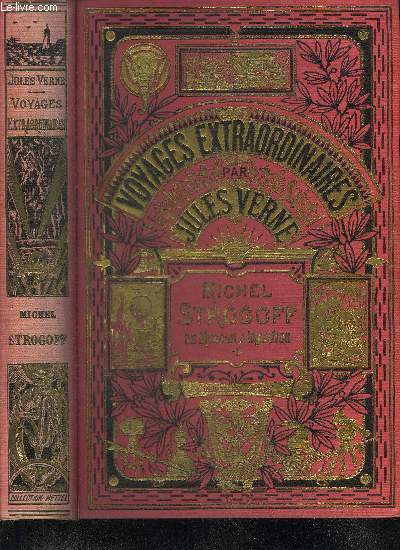 Le-livre.com
JULES VERNE
VOYAGES
EXTRAORDINAIRES
MICHEL
STROGOFF
COLLECTION HETZEL
VOYAGES EXTRAORDINAIRES
PAR
JULES VERNE
MICHEL
STROGOFF
DE MOSCOU A IRKOUTSK